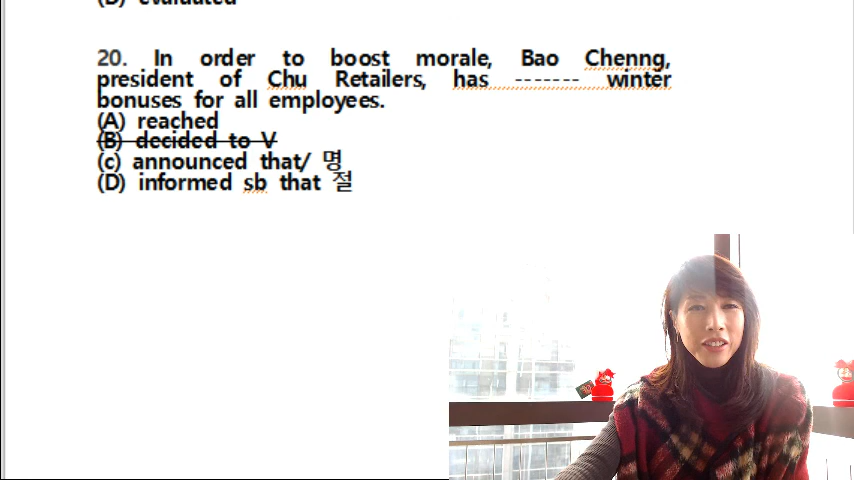 (D) evaluated
20. In order to boost morale, Bao Chenng,
president of Chu Retailers, has ------- winter
bonuses for all employees.
(A) reached
(B) decided to V
(c) announced that/ 명
(D) informed sb that 절